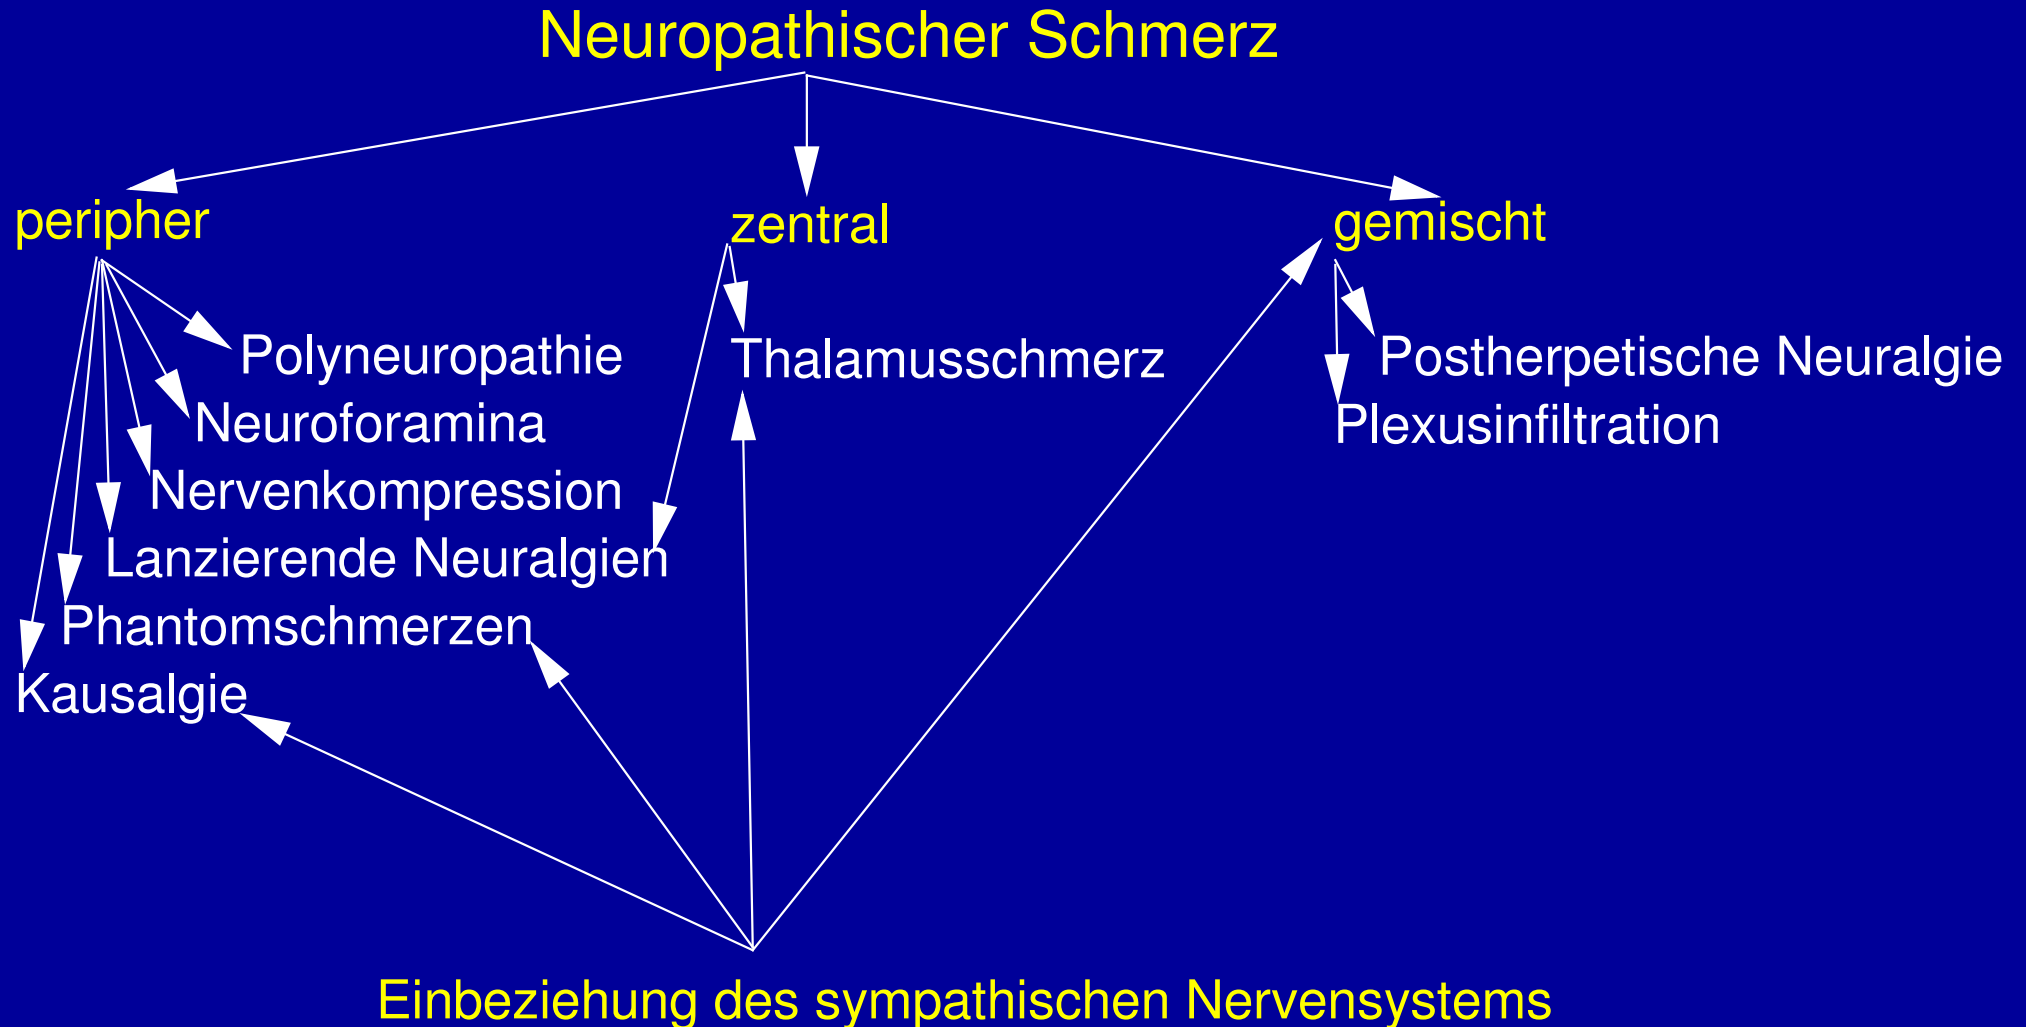 Neuropathischer Schmerz
peripher
zentral
gemischt
Polyneuropathie
Thalamusschmerz
Postherpetische Neuralgie
Neuroforamina
Plexusinfiltration
Nervenkompression
Lanzierende Neuralgien
Phantomschmerzen
Kausalgie
Einbeziehung des sympathischen Nervensystems